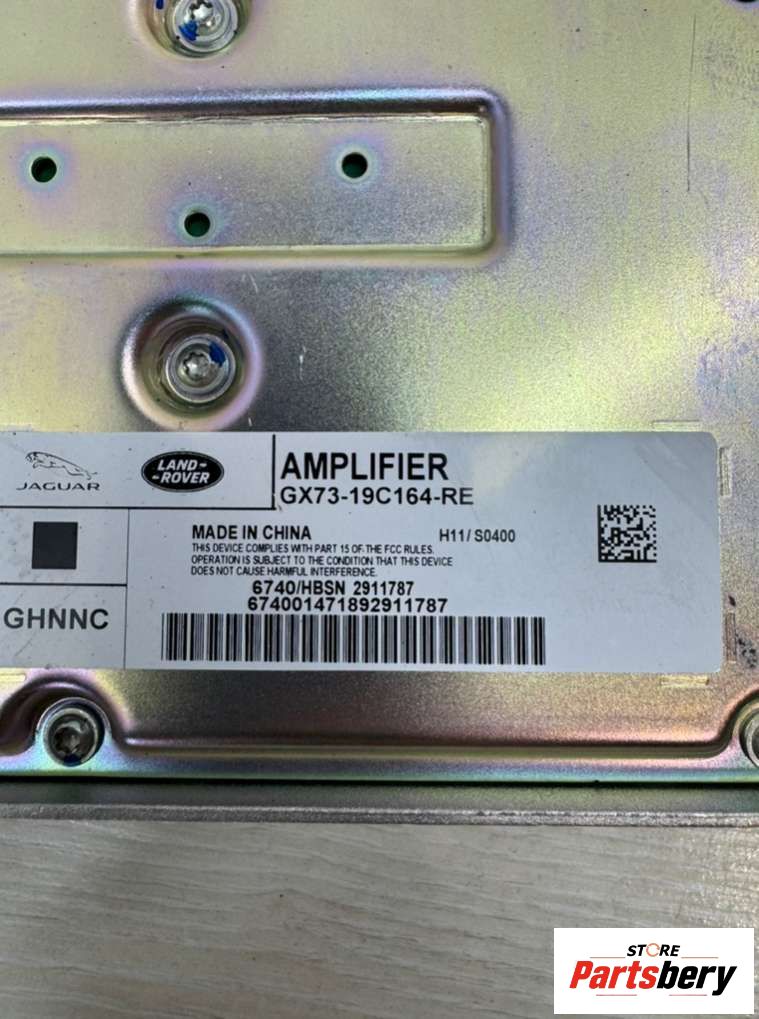 JAGUAR
LAND-
-ROVER
AMPLIFIER
GX73-19C164-RE
MADE IN CHINA
H11/ S0400
THIS DEVICE COMPLIES WITH PART 15 OF THE FCC RULES.
OPERATION IS SUBJECT TO THE CONDITION THAT THIS DEVICE
DOES NOT CAUSE HARMFUL INTERFERENCE.
6740/HBSN 2911787
674001471892911787
GHNNC
STORE
Partsbery